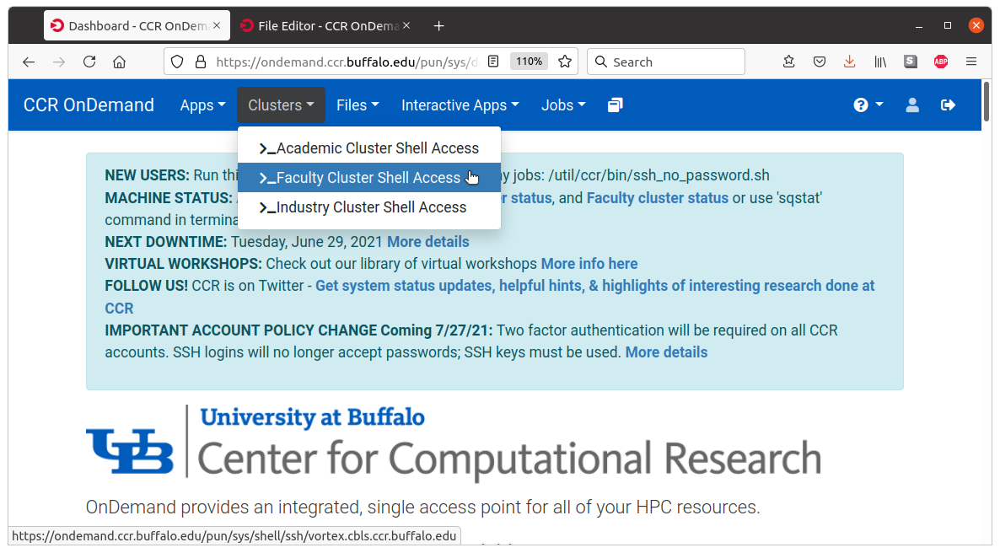 Dashboard - CCR OnDem × File Editor - CCR OnDema × +
https://ondemand.ccr.buffalo.edu/pun/sys/d 110% Search S ABP
CCR OnDemand Apps Clusters Files Interactive Apps Jobs ?
>_Academic Cluster Shell Access
>_Faculty Cluster Shell Access
>_Industry Cluster Shell Access
NEW USERS: Run thi y jobs: /util/ccr/bin/ssh_no_password.sh
MACHINE STATUS: r status, and Faculty cluster status or use 'sqstat'
command in termina
NEXT DOWNTIME: Tuesday, June 29, 2021 More details
VIRTUAL WORKSHOPS: Check out our library of virtual workshops More info here
FOLLOW US! CCR is on Twitter - Get system status updates, helpful hints, & highlights of interesting research done at
CCR
IMPORTANT ACCOUNT POLICY CHANGE Coming 7/27/21: Two factor authentication will be required on all CCR
accounts. SSH logins will no longer accept passwords; SSH keys must be used. More details
UB
University at Buffalo
Center for Computational Research
OnDemand provides an integrated, single access point for all of your HPC resources.
https://ondemand.ccr.buffalo.edu/pun/sys/shell/ssh/vortex.cbls.ccr.buffalo.edu